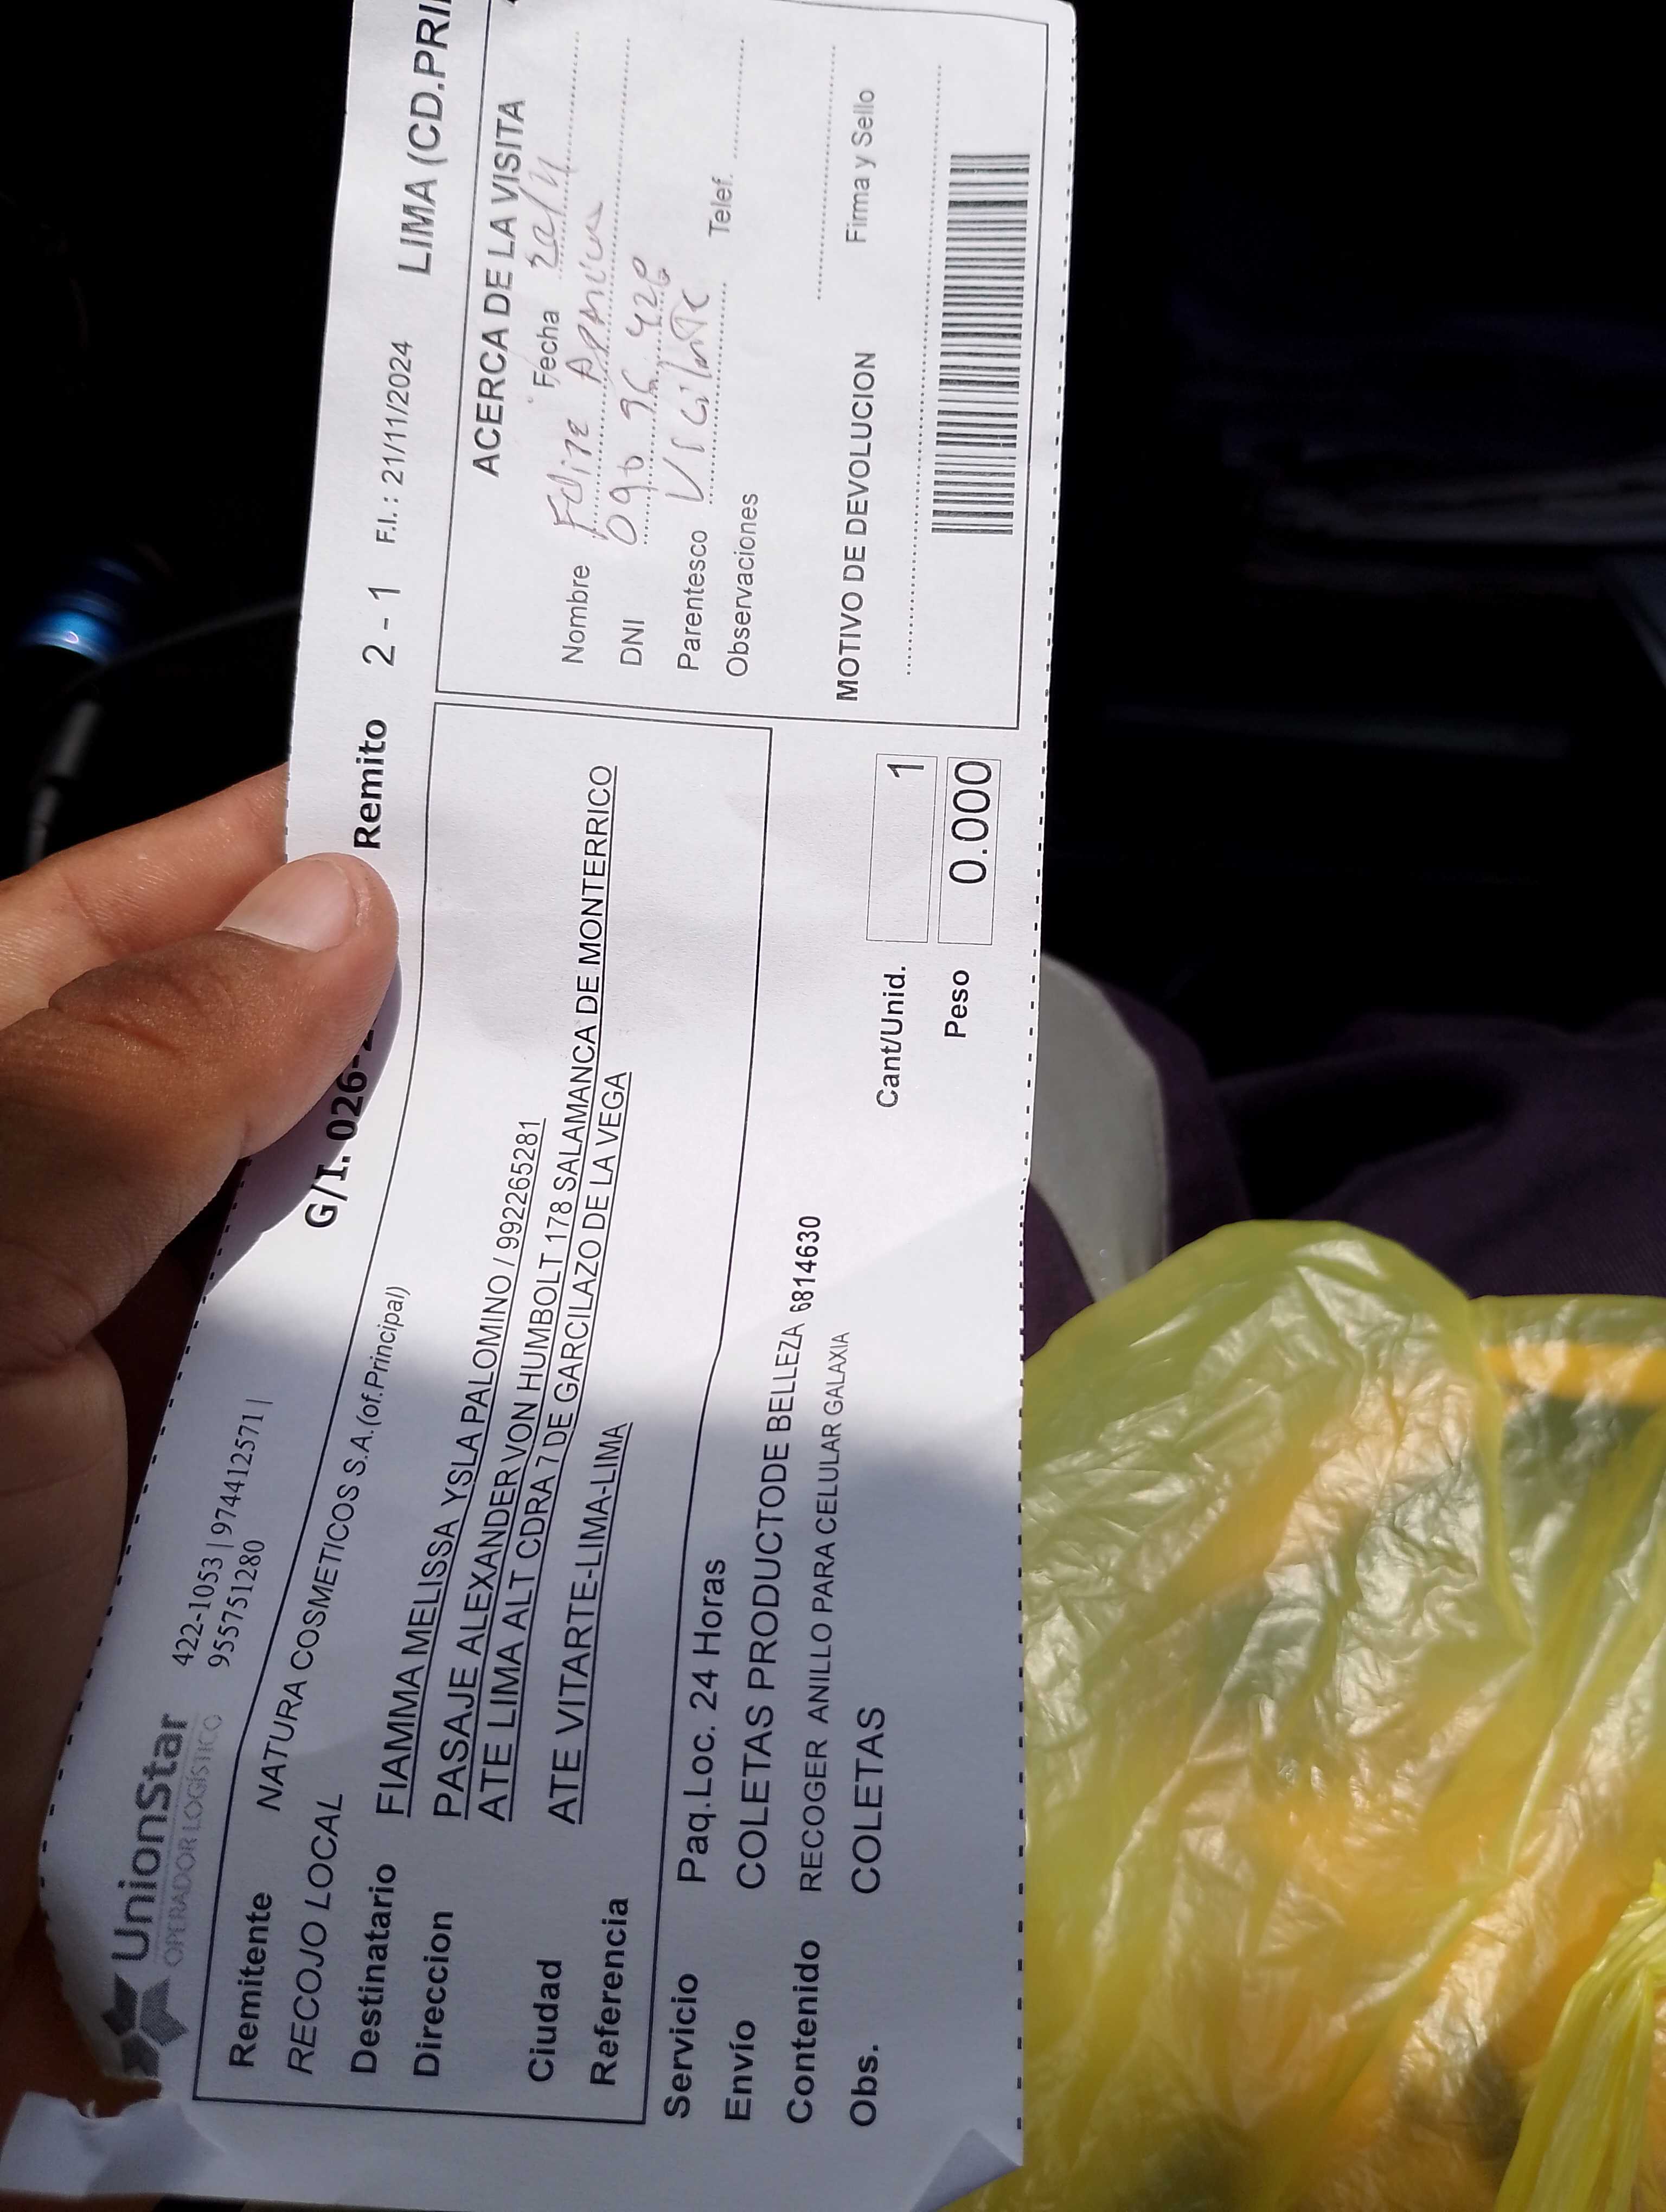 UnionStar
OPERADOR LOGÍSTICO
422-1053 | 974412571 |
955751280
G/I. 026-
Remito 2 - 1 F.I.: 21/11/2024 LIMA (CD.PRI
Remitente NATURA COSMETICOS S.A.(of.Principal)
RECOJO LOCAL
Destinatario FIAMMA MELISSA YSLA PALOMINO / 992265281
Direccion PASAJE ALEXANDER VON HUMBOLT 178 SALAMANCA DE MONTERRICO
ATE LIMA ALT CDRA 7 DE GARCILAZO DE LA VEGA
Ciudad ATE VITARTE-LIMA-LIMA
Referencia
Servicio Paq.Loc. 24 Horas
Envío COLETAS PRODUCTODE BELLEZA 6814630
Contenido RECOGER ANILLO PARA CELULAR GALAXIA
Obs. COLETAS
Cant/Unid. 1
Peso 0.000
ACERCA DE LA VISITA
Fecha
Nombre
DNI
Parentesco Telef.
Observaciones
Firma y Sello
MOTIVO DE DEVOLUCION